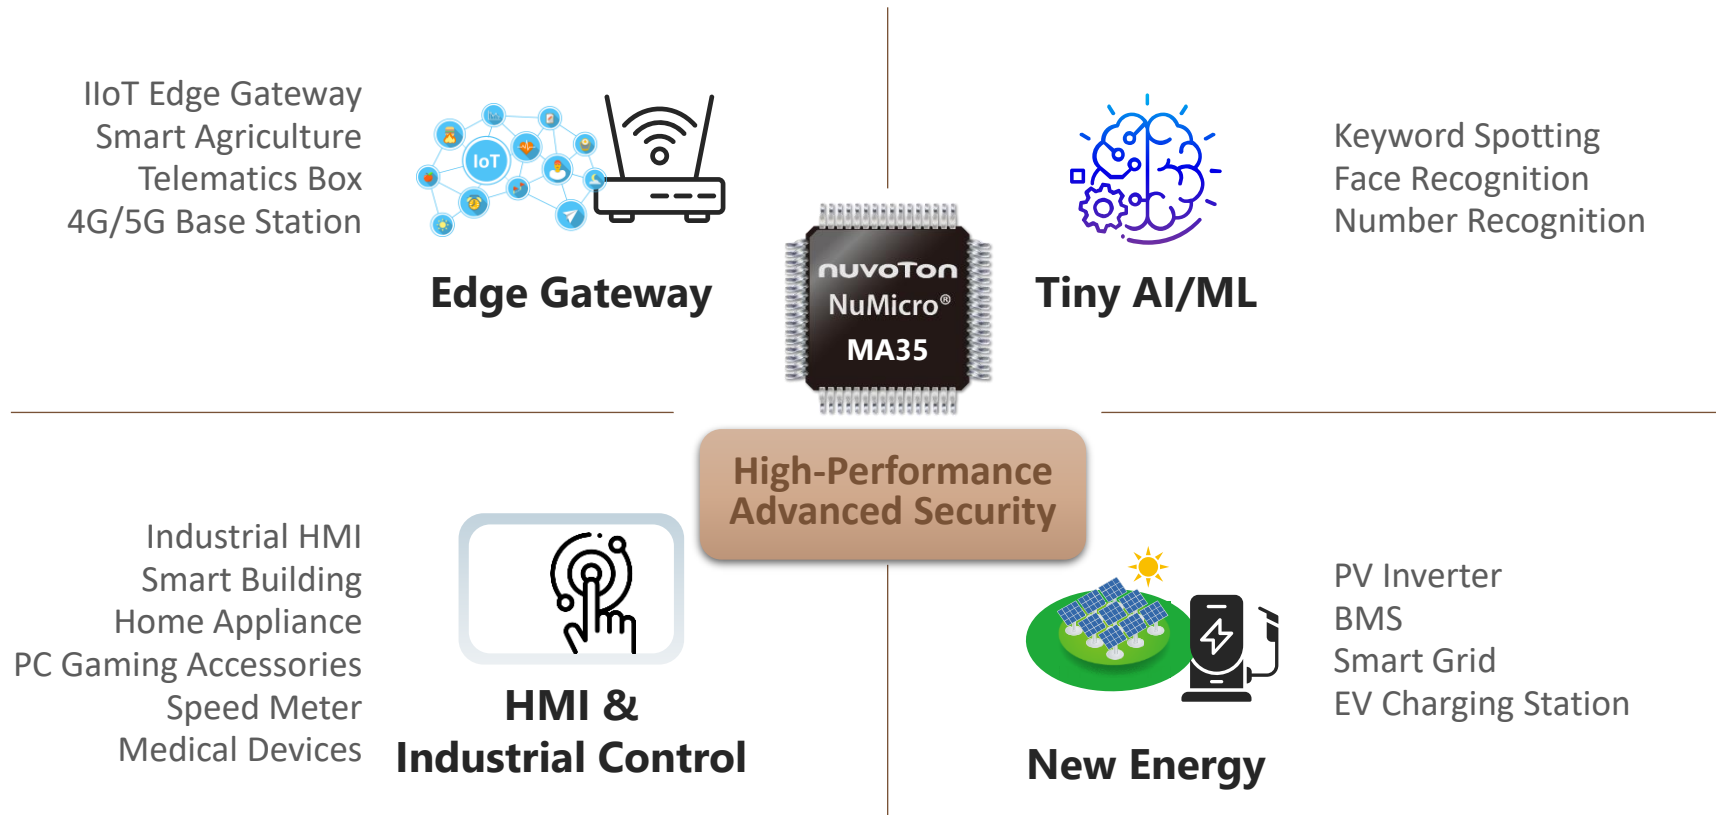 IIoT Edge Gateway
Smart Agriculture
Telematics Box
4G/5G Base Station
IoT
Edge Gateway
Keyword Spotting
Face Recognition
Number Recognition
Tiny AI/ML
nuvoTon
NuMicro®
MA35
High-Performance
Advanced Security
Industrial HMI
Smart Building
Home Appliance
PC Gaming Accessories
Speed Meter
Medical Devices
HMI &
Industrial Control
PV Inverter
BMS
Smart Grid
EV Charging Station
New Energy